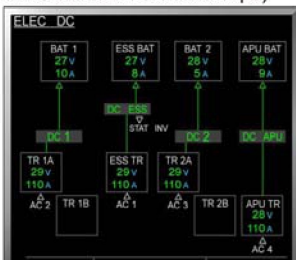 ELEC DC
BAT 1 ESS BAT BAT 2 APU BAT
27 V 27 V 28 V 28 V
10 A 8 A 5 A 9 A
DC ESS
STAT INV
DC 1 DC 2 DC APU
TR 1A ESS TR TR 2A
29 V 29 V 29 V
110 A 110 A 110 A
AC 2 TR 1B AC 1 AC 3 TR 2B APU TR
28 V
110 A
AC 4